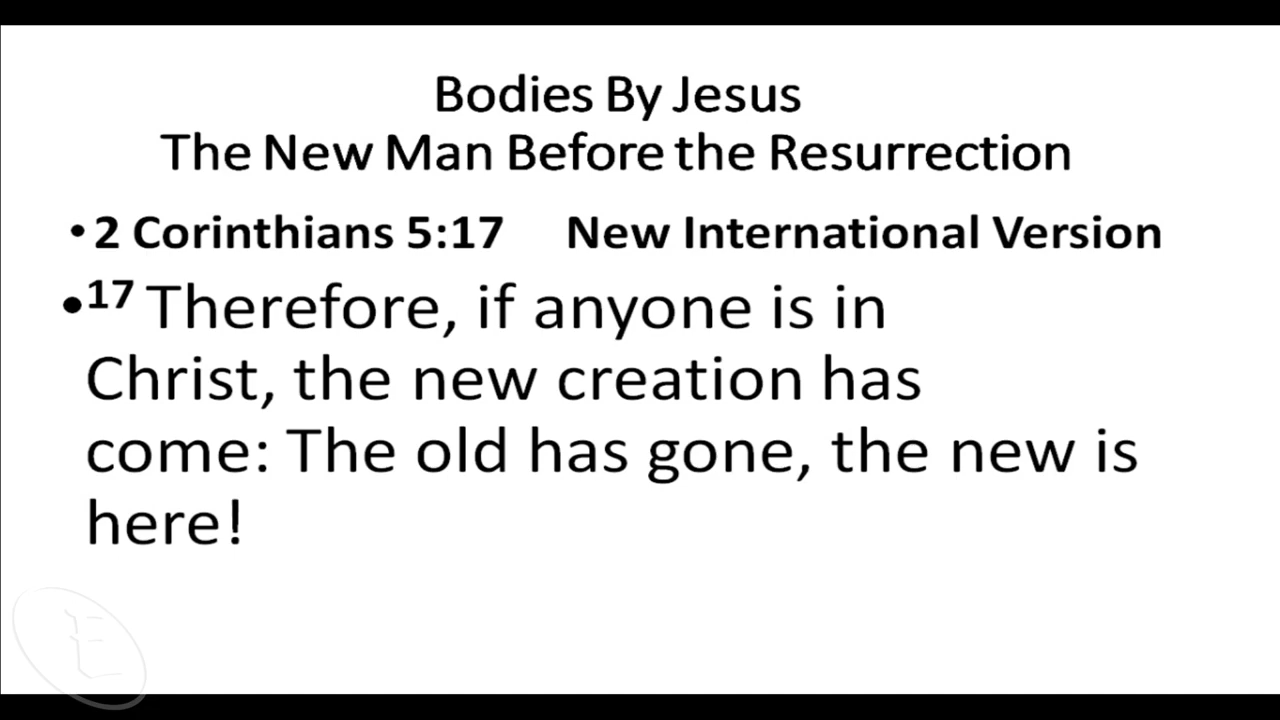 Bodies By Jesus
The New Man Before the Resurrection
• 2 Corinthians 5:17 New International Version
•17 Therefore, if anyone is in
Christ, the new creation has
come: The old has gone, the new is
here!